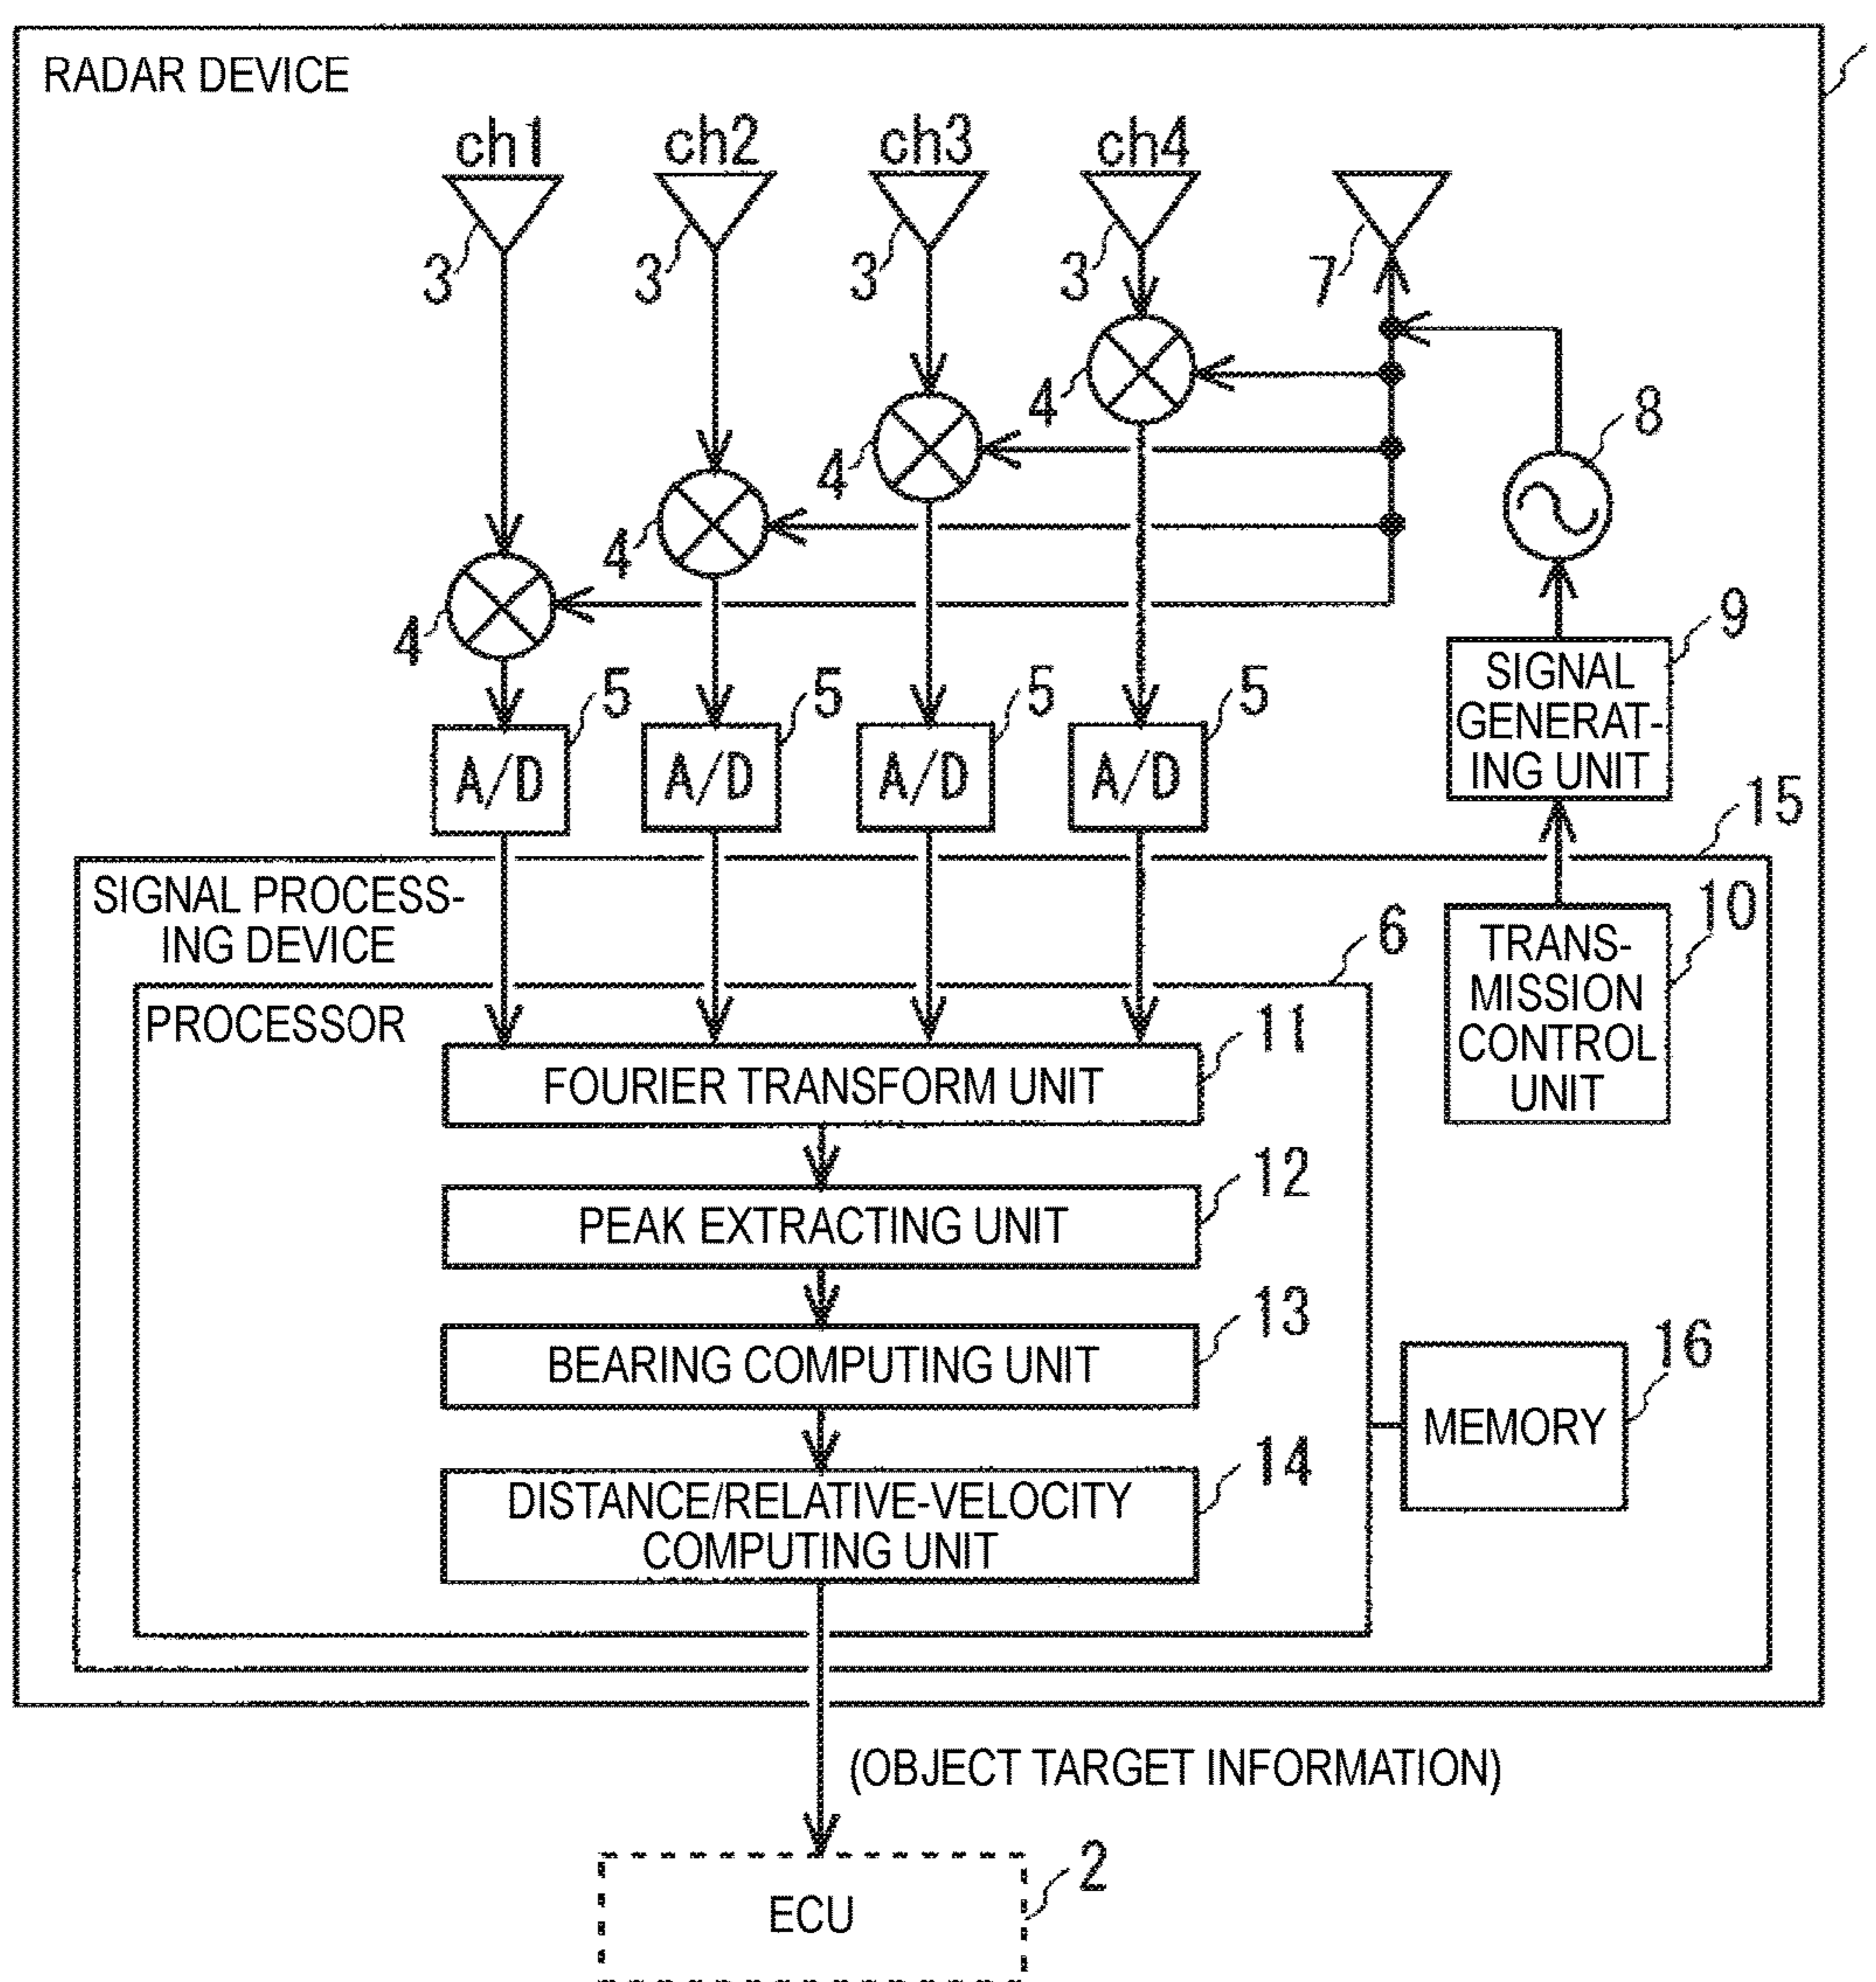 RADAR DEVICE
ch1 ch2 ch3 ch4
3 3 3 3 7
4 4 4 4 8
5 5 5 5 9
SIGNAL
GENERAT-
ING UNIT
A/D A/D A/D A/D
15
SIGNAL PROCESS-
ING DEVICE
10
TRANS-
MISSION
CONTROL
UNIT
6
PROCESSOR
11
FOURIER TRANSFORM UNIT
12
PEAK EXTRACTING UNIT
13
BEARING COMPUTING UNIT
16
MEMORY
14
DISTANCE/RELATIVE-VELOCITY
COMPUTING UNIT
(OBJECT TARGET INFORMATION)
2
ECU